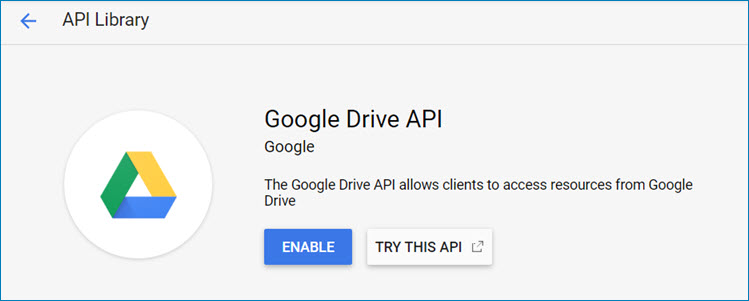 API Library
Google Drive API
Google
The Google Drive API allows clients to access resources from Google
Drive
ENABLE
TRY THIS API